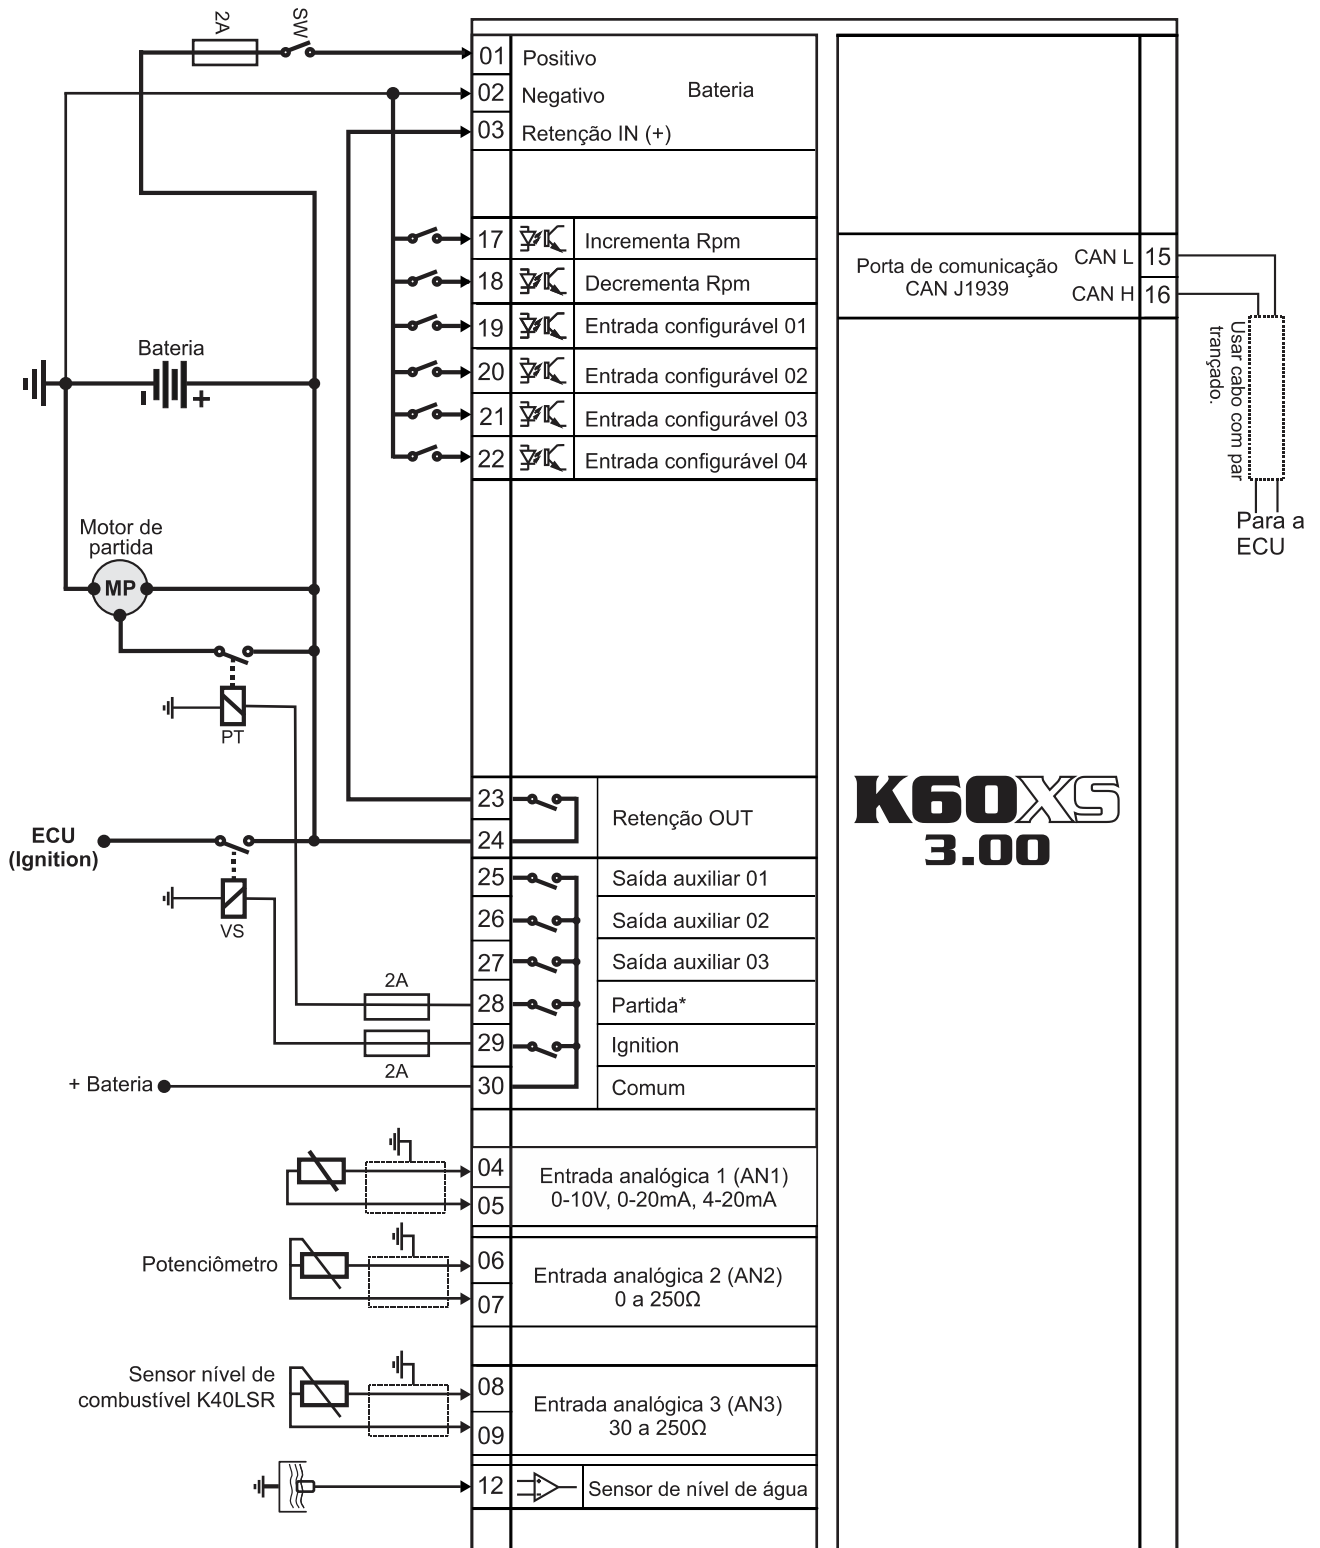 2A
SW
01 Positivo
02 Negativo
Bateria
03 Retenção IN (+)
17 Incrementa Rpm
18 Decrementa Rpm
19 Entrada configurável 01
20 Entrada configurável 02
21 Entrada configurável 03
22 Entrada configurável 04
Porta de comunicação
CAN J1939
CAN L 15
CAN H 16
Usar cabo com par
trançado.
Para a
ECU
Bateria
- +
Motor de
partida
MP
PT
23
24
Retenção OUT
K60XS
3.00
ECU
(Ignition)
VS
25 Saída auxiliar 01
26 Saída auxiliar 02
27 Saída auxiliar 03
2A
28 Partida*
29 Ignition
2A
+ Bateria
30 Comum
04
05
Entrada analógica 1 (AN1)
0-10V, 0-20mA, 4-20mA
Potenciômetro
06
07
Entrada analógica 2 (AN2)
0 a 250Ω
Sensor nível de
combustível K40LSR
08
09
Entrada analógica 3 (AN3)
30 a 250Ω
12 Sensor de nível de água